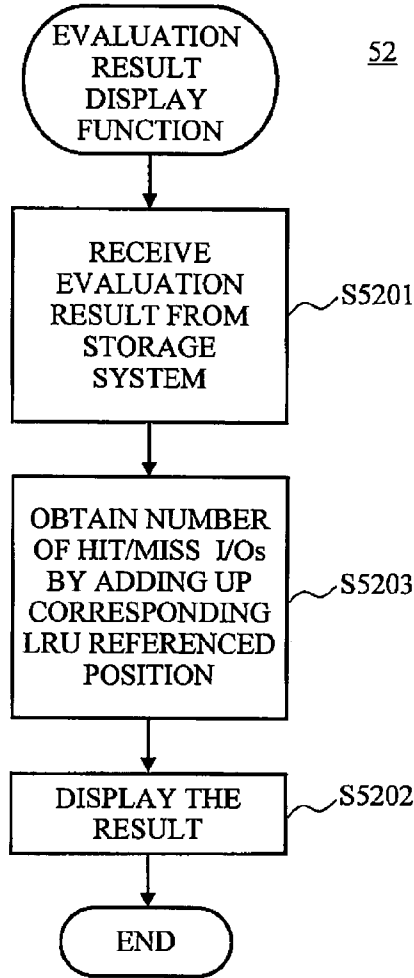 EVALUATION
RESULT
DISPLAY
FUNCTION
52
RECEIVE
EVALUATION
RESULT FROM
STORAGE
SYSTEM
S5201
OBTAIN NUMBER
OF HIT/MISS I/Os
BY ADDING UP
CORRESPONDING
LRU REFERENCED
POSITION
S5203
DISPLAY THE
RESULT
S5202
END